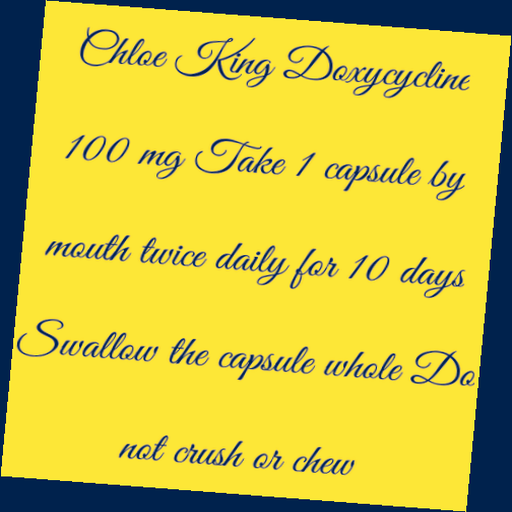 Chloe King Doxycycline
100 mg Take 1 capsule by
mouth twice daily for 10 days
Swallow the capsule whole Do
not crush or chew